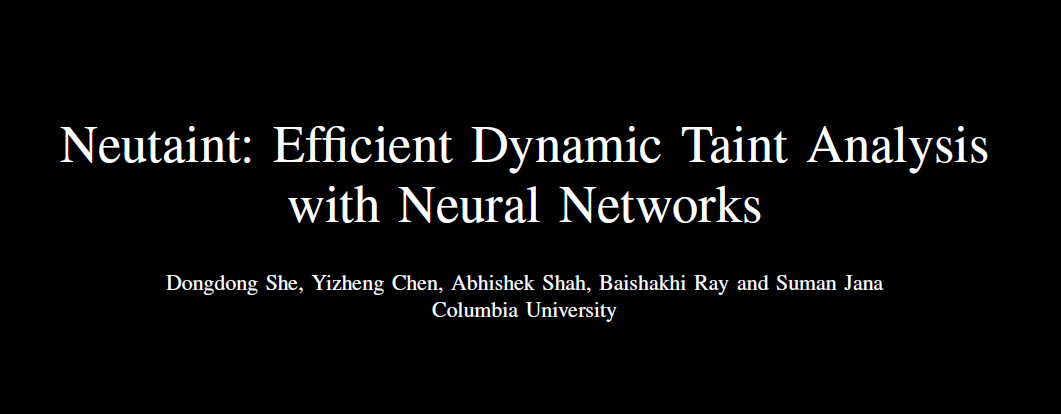 Neutaint: Efficient Dynamic Taint Analysis
with Neural Networks
Dongdong She, Yizheng Chen, Abhishek Shah, Baishakhi Ray and Suman Jana
Columbia University